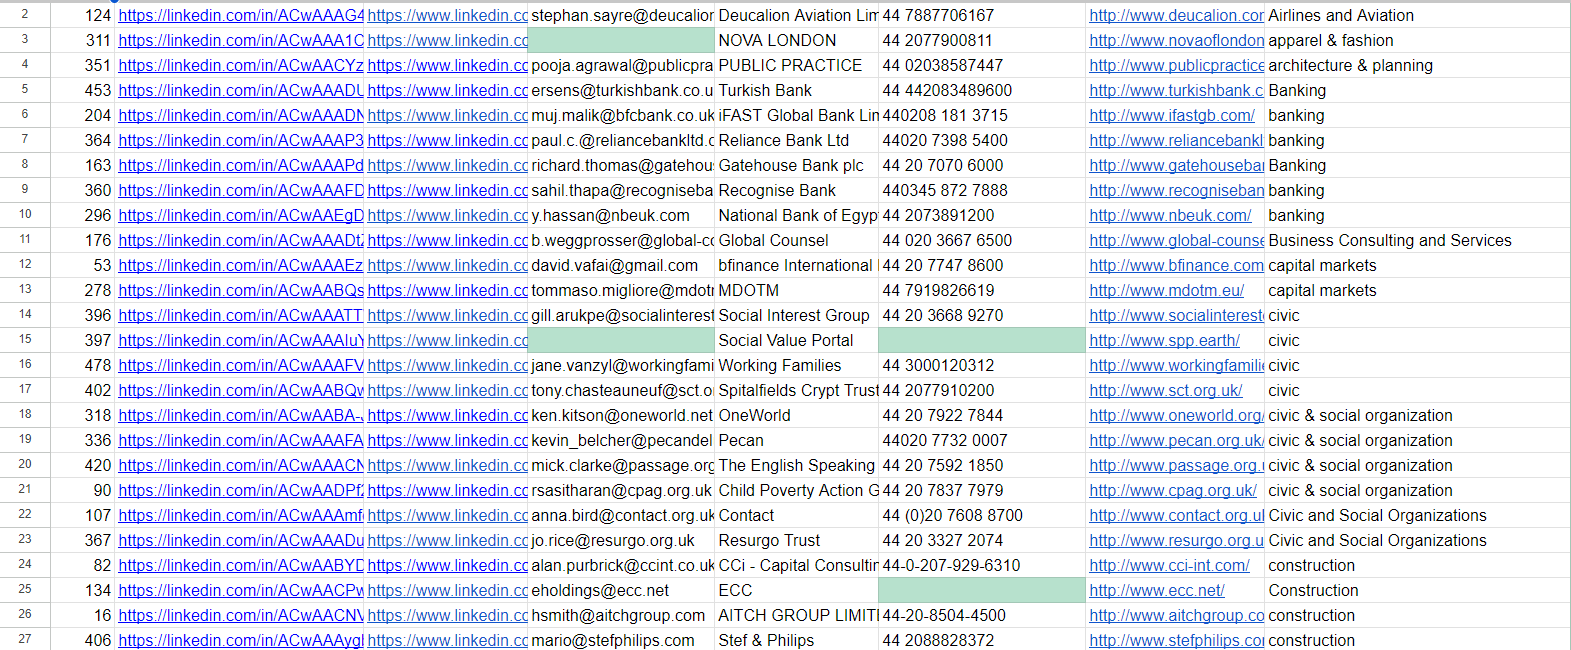 2 124 https://linkedin.com/in/ACwAAAG4 https://www.linkedin.cc stephan.sayre@deucalior Deucalion Aviation Lim 44 7887706167 http://www.deucalion.cor Airlines and Aviation
3 311 https://linkedin.com/in/ACwAAA1C https://www.linkedin.cc NOVA LONDON 44 2077900811 http://www.novaoflondon apparel & fashion
4 351 https://linkedin.com/in/ACwAACYz https://www.linkedin.cc pooja.agrawal@publicpra PUBLIC PRACTICE 44 02038587447 http://www.publicpractice architecture & planning
5 453 https://linkedin.com/in/ACwAAADU https://www.linkedin.cc ersens@turkishbank.co.u Turkish Bank 44 442083489600 http://www.turkishbank.c Banking
6 204 https://linkedin.com/in/ACwAAADN https://www.linkedin.cc muj.malik@bfcbank.co.uk iFAST Global Bank Lin 440208 181 3715 http://www.ifastgb.com/ banking
7 364 https://linkedin.com/in/ACwAAAP3 https://www.linkedin.cc paul.c.@reliancebankltd.c Reliance Bank Ltd 44020 7398 5400 http://www.reliancebankl banking
8 163 https://linkedin.com/in/ACwAAAPd https://www.linkedin.cc richard.thomas@gatehous Gatehouse Bank plc 44 20 7070 6000 http://www.gatehouseba Banking
9 360 https://linkedin.com/in/ACwAAAFD https://www.linkedin.cc sahil.thapa@recogniseba Recognise Bank 440345 872 7888 http://www.recogniseban banking
10 296 https://linkedin.com/in/ACwAAEgD https://www.linkedin.cc y.hassan@nbeuk.com National Bank of Egyp 44 2073891200 http://www.nbeuk.com/ banking
11 176 https://linkedin.com/in/ACwAAADtZ https://www.linkedin.cc b.weggprosser@global-cc Global Counsel 44 020 3667 6500 http://www.global-counse Business Consulting and Services
12 53 https://linkedin.com/in/ACwAAAEz https://www.linkedin.cc david.vafai@gmail.com bfinance International 44 20 7747 8600 http://www.bfinance.com capital markets
13 278 https://linkedin.com/in/ACwAABQs https://www.linkedin.cc tommaso.migliore@mdotr MDOTM 44 7919826619 http://www.mdotm.eu/ capital markets
14 396 https://linkedin.com/in/ACwAAATT https://www.linkedin.cc gill.arukpe@socialinterest Social Interest Group 44 20 3668 9270 http://www.socialinterest civic
15 397 https://linkedin.com/in/ACwAAAIuY https://www.linkedin.cc Social Value Portal http://www.spp.earth/ civic
16 478 https://linkedin.com/in/ACwAAAFV https://www.linkedin.cc jane.vanzyl@workingfami Working Families 44 3000120312 http://www.workingfamilie civic
17 402 https://linkedin.com/in/ACwAABQw https://www.linkedin.cc tony.chasteauneuf@sct.or Spitalfields Crypt Trust 44 2077910200 http://www.sct.org.uk/ civic
18 318 https://linkedin.com/in/ACwAABA- https://www.linkedin.cc ken.kitson@oneworld.net OneWorld 44 20 7922 7844 http://www.oneworld.org/ civic & social organization
19 336 https://linkedin.com/in/ACwAAAFA https://www.linkedin.cc kevin_belcher@pecandel Pecan 44020 7732 0007 http://www.pecan.org.uk/ civic & social organization
20 420 https://linkedin.com/in/ACwAAACN https://www.linkedin.cc mick.clarke@passage.org The English Speaking 44 20 7592 1850 http://www.passage.org. civic & social organization
21 90 https://linkedin.com/in/ACwAADPf https://www.linkedin.cc rsasitharan@cpag.org.uk Child Poverty Action G 44 20 7837 7979 http://www.cpag.org.uk/ civic & social organization
22 107 https://linkedin.com/in/ACwAAAmf https://www.linkedin.cc anna.bird@contact.org.uk Contact 44 (0)20 7608 8700 http://www.contact.org.ul Civic and Social Organizations
23 367 https://linkedin.com/in/ACwAAADu https://www.linkedin.cc jo.rice@resurgo.org.uk Resurgo Trust 44 20 3327 2074 http://www.resurgo.org.u Civic and Social Organizations
24 82 https://linkedin.com/in/ACwAABYD https://www.linkedin.cc alan.purbrick@ccint.co.uk CCi - Capital Consultin 44-0-207-929-6310 http://www.cci-int.com/ construction
25 134 https://linkedin.com/in/ACwAACPw https://www.linkedin.cc eholdings@ecc.net ECC http://www.ecc.net/ Construction
26 16 https://linkedin.com/in/ACwAACNV https://www.linkedin.cc hsmith@aitchgroup.com AITCH GROUP LIMITI 44-20-8504-4500 http://www.aitchgroup.co construction
27 406 https://linkedin.com/in/ACwAAAyg https://www.linkedin.cc mario@stefphilips.com Stef & Philips 44 2088828372 http://www.stefphilips.co construction